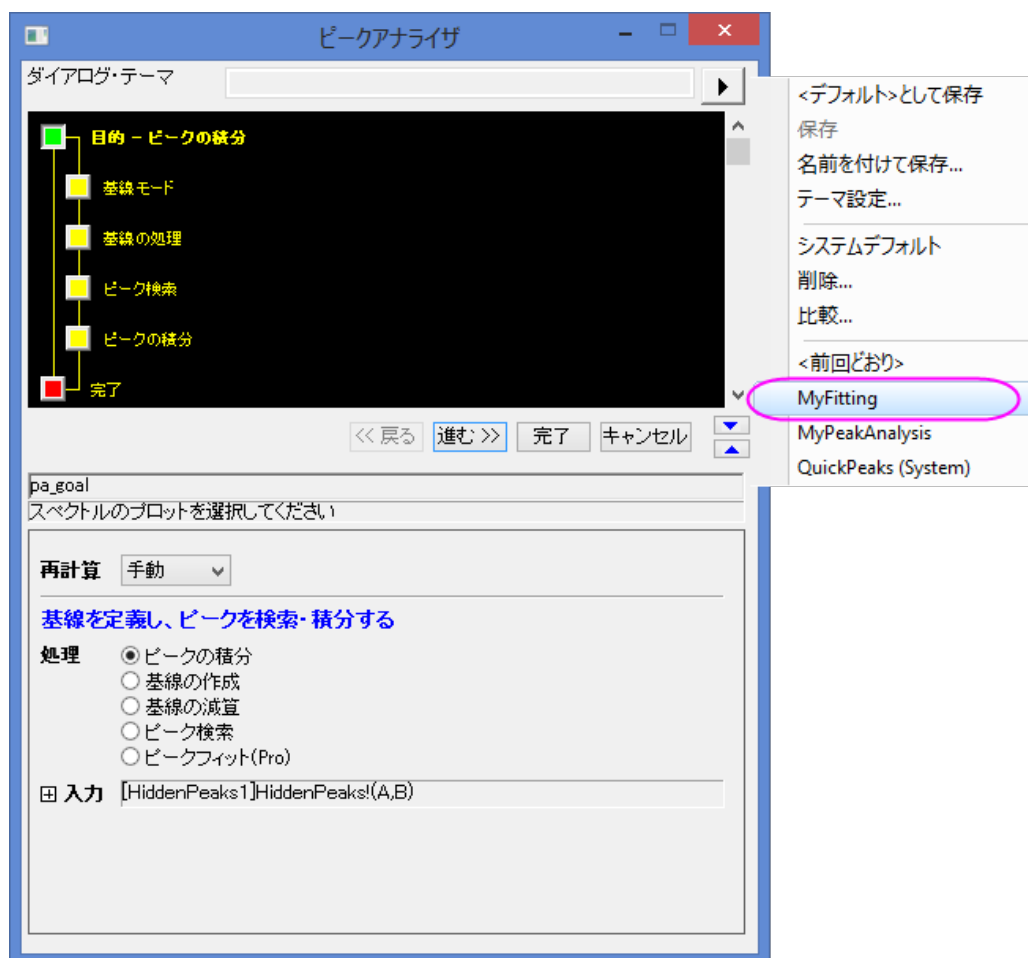 ピークアナライザ
ダイアログ・テーマ
目的 - ピークの積分
基線モード
基線の処理
ピーク検索
ピークの積分
完了
<< 戻る 進む >> 完了 キャンセル
pa_goal
スペクトルのプロットを選択してください
再計算 手動
基線を定義し、ピークを検索・積分する
処理 ピークの積分
基線の作成
基線の減算
ピーク検索
ピークフィット(Pro)
入力 [HiddenPeaks1]HiddenPeaks!(A,B)
<デフォルト>として保存
保存
名前を付けて保存...
テーマ設定...
システムデフォルト
削除...
比較...
<前回どおり>
MyFitting
MyPeakAnalysis
QuickPeaks (System)